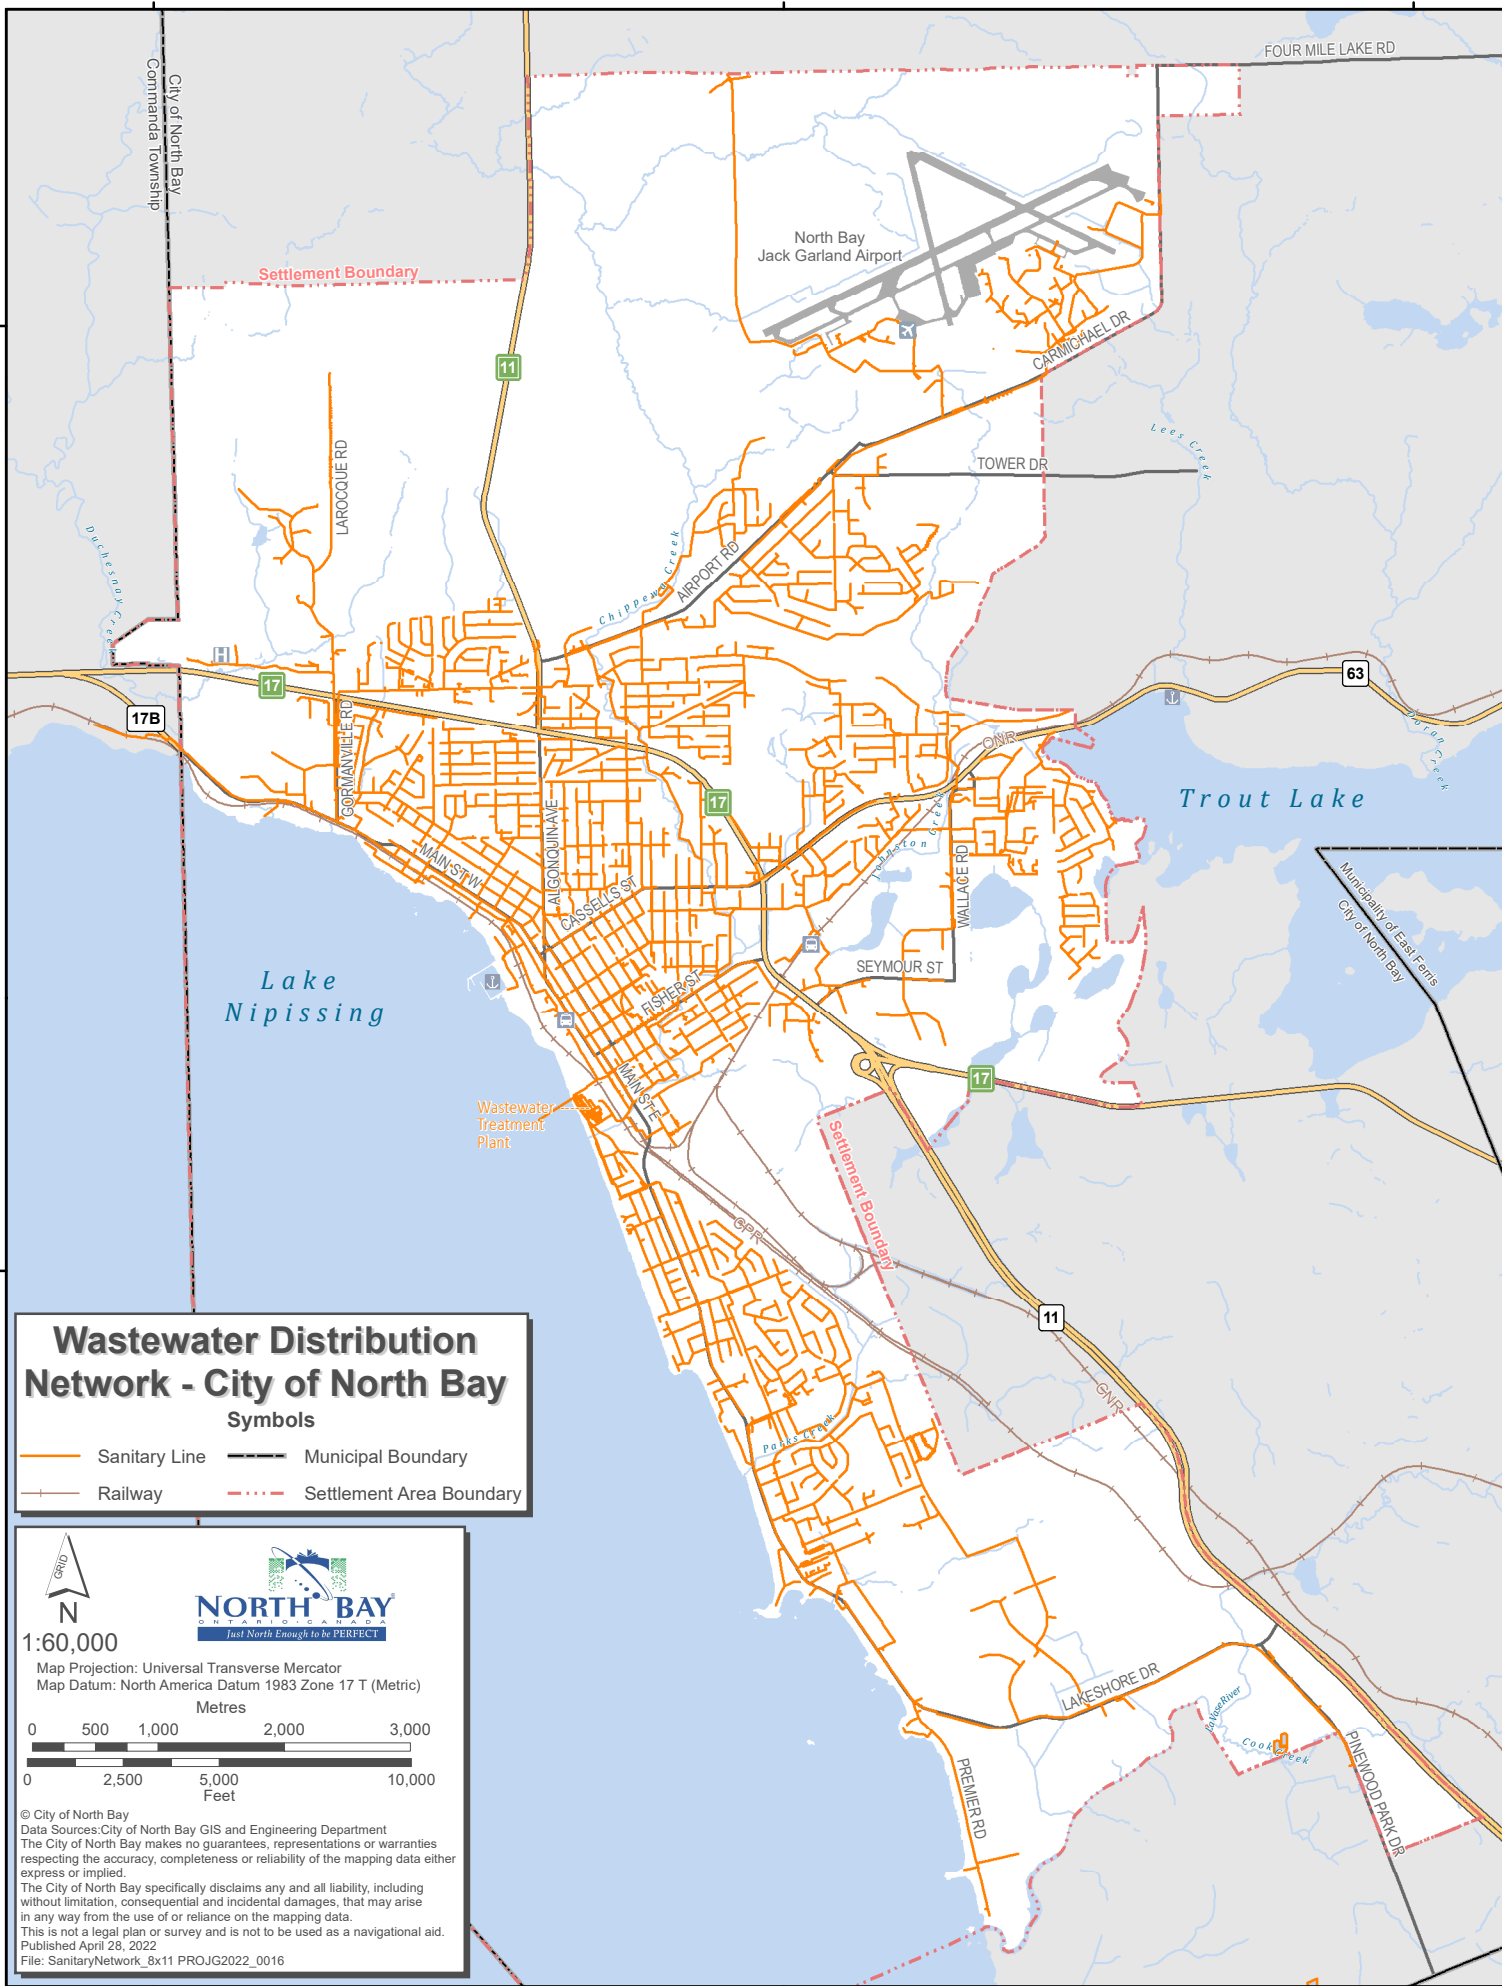 FOUR MILE LAKE RD
City of North Bay
Commanda Township
North Bay
Jack Garland Airport
Settlement Boundary
CARMICHAEL DR
11
Lees Creek
TOWER DR
LAROCQUE RD
Duchesnay Creek
Chippewa Creek
AIRPORT RD
H
17
63
17B
GORMANVILLE RD
ONR
Doran Creek
Trout Lake
17
ALGONQUIN AVE
Johnston Creek
MAIN ST W
WALLACE RD
CASSELLS ST
Municipality of East Ferris
City of North Bay
Lake
Nipissing
SEYMOUR ST
FISHER ST
17
MAIN ST E
Wastewater
Treatment
Plant
Settlement Boundary
CPR
11
CNR
Parks Creek
LAKESHORE DR
LaVase River
Cook Creek
PINEWOOD PARK DR
PREMIER RD
Wastewater Distribution
Network - City of North Bay
Symbols
Sanitary Line
Municipal Boundary
Railway
Settlement Area Boundary
GRID
N
1:60,000
NORTH BAY
ONTARIO · CANADA
Just North Enough to be PERFECT
Map Projection: Universal Transverse Mercator
Map Datum: North America Datum 1983 Zone 17 T (Metric)
Metres
0 500 1,000 2,000 3,000
0 2,500 5,000 10,000
Feet
© City of North Bay
Data Sources:City of North Bay GIS and Engineering Department
The City of North Bay makes no guarantees, representations or warranties
respecting the accuracy, completeness or reliability of the mapping data either
express or implied.
The City of North Bay specifically disclaims any and all liability, including
without limitation, consequential and incidental damages, that may arise
in any way from the use of or reliance on the mapping data.
This is not a legal plan or survey and is not to be used as a navigational aid.
Published April 28, 2022
File: SanitaryNetwork_8x11 PROJG2022_0016